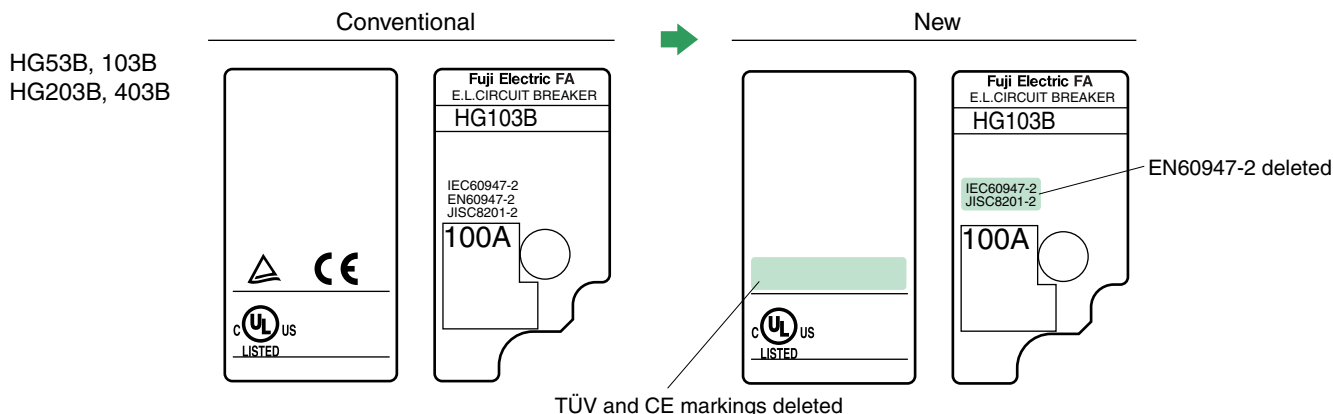 Conventional
New
HG53B, 103B
HG203B, 403B
CE
C UL US
LISTED
Fuji Electric FA
E.L.CIRCUIT BREAKER
HG103B
IEC60947-2
EN60947-2
JISC8201-2
100A
C UL US
LISTED
Fuji Electric FA
E.L.CIRCUIT BREAKER
HG103B
IEC60947-2
JISC8201-2
100A
EN60947-2 deleted
TÜV and CE markings deleted